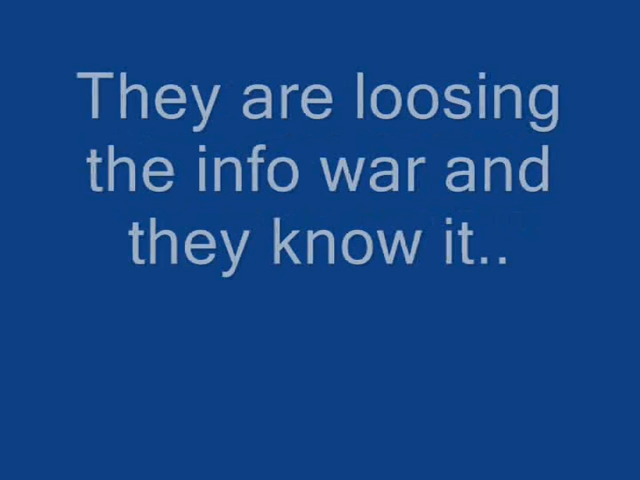 They are loosing
the info war and
they know it..